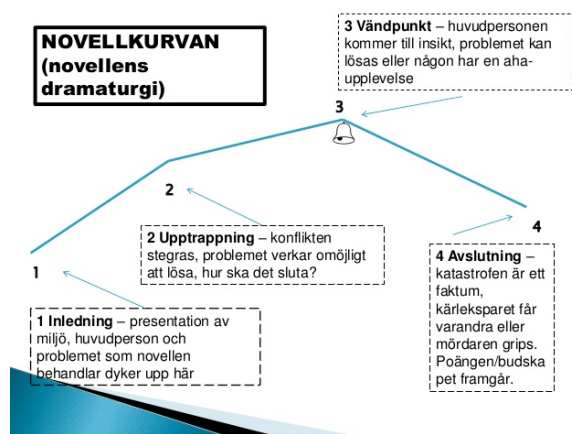 NOVELLKURVAN
(novellens
dramaturgi)
3 Vändpunkt – huvudpersonen
kommer till insikt, problemet kan
lösas eller någon har en aha-
upplevelse
3
2
4
1
2 Upptrappning – konflikten
stegras, problemet verkar omöjligt
att lösa, hur ska det sluta?
4 Avslutning –
katastrofen är ett
faktum,
kärleksparet får
varandra eller
mördaren grips.
Poängen/budska
pet framgår.
1 Inledning – presentation av
miljö, huvudperson och
problemet som novellen
behandlar dyker upp här